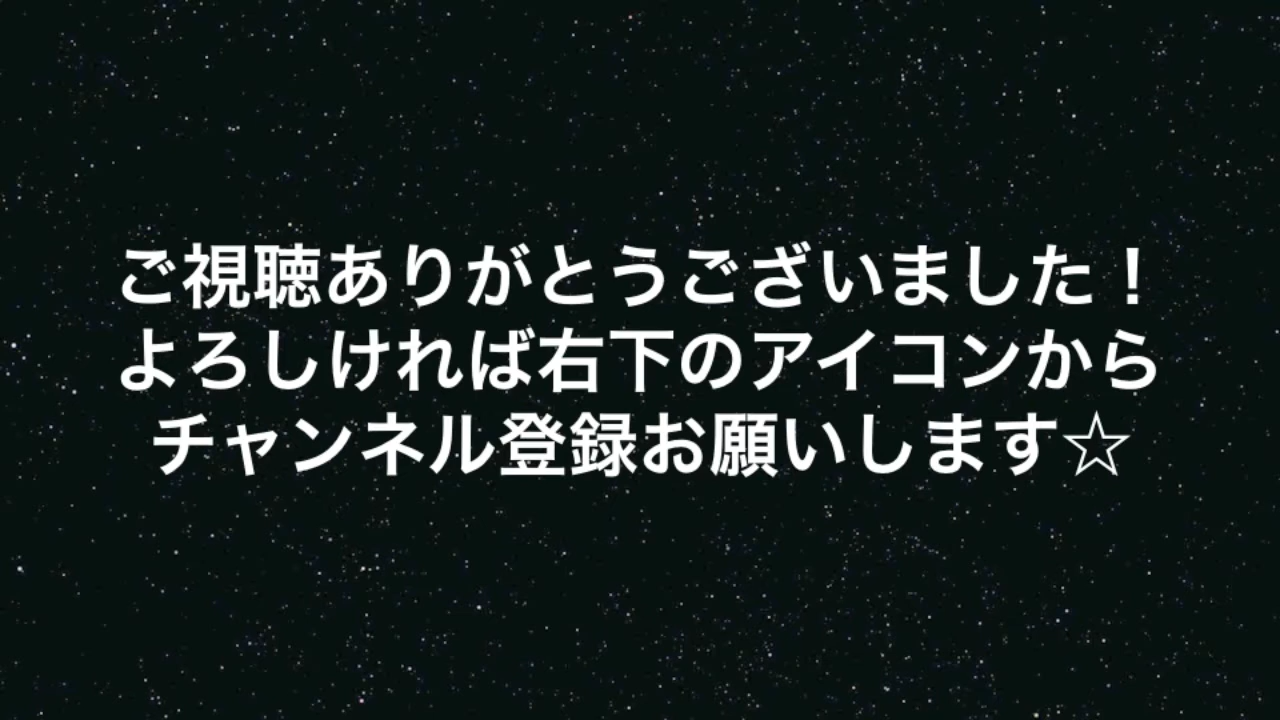 ご視聴ありがとうございました！
よろしければ右下のアイコンから
チャンネル登録お願いします☆